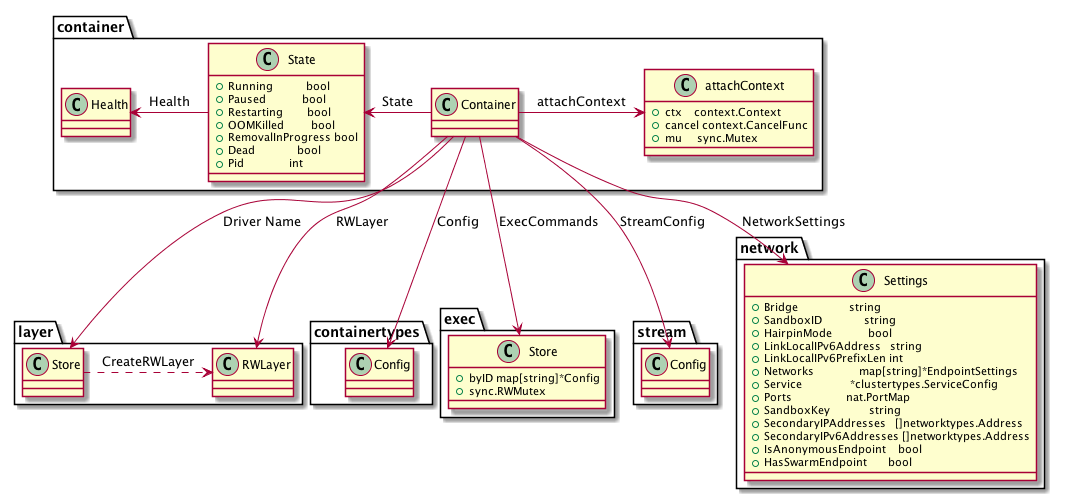 container
C State
+ Running bool
+ Paused bool
+ Restarting bool
+ OOMKilled bool
+ RemovalInProgress bool
+ Dead bool
+ Pid int
C Health
Health
State
C Container
attachContext
C attachContext
+ ctx context.Context
+ cancel context.CancelFunc
+ mu sync.Mutex
Driver Name
RWLayer
Config
ExecCommands
StreamConfig
NetworkSettings
layer
C Store
CreateRWLayer
C RWLayer
containertypes
C Config
exec
C Store
+ byID map[string]*Config
+ sync.RWMutex
stream
C Config
network
C Settings
+ Bridge string
+ SandboxID string
+ HairpinMode bool
+ LinkLocalIPv6Address string
+ LinkLocalIPv6PrefixLen int
+ Networks map[string]*EndpointSettings
+ Service *clustertypes.ServiceConfig
+ Ports nat.PortMap
+ SandboxKey string
+ SecondaryIPAddresses []networktypes.Address
+ SecondaryIPv6Addresses []networktypes.Address
+ IsAnonymousEndpoint bool
+ HasSwarmEndpoint bool